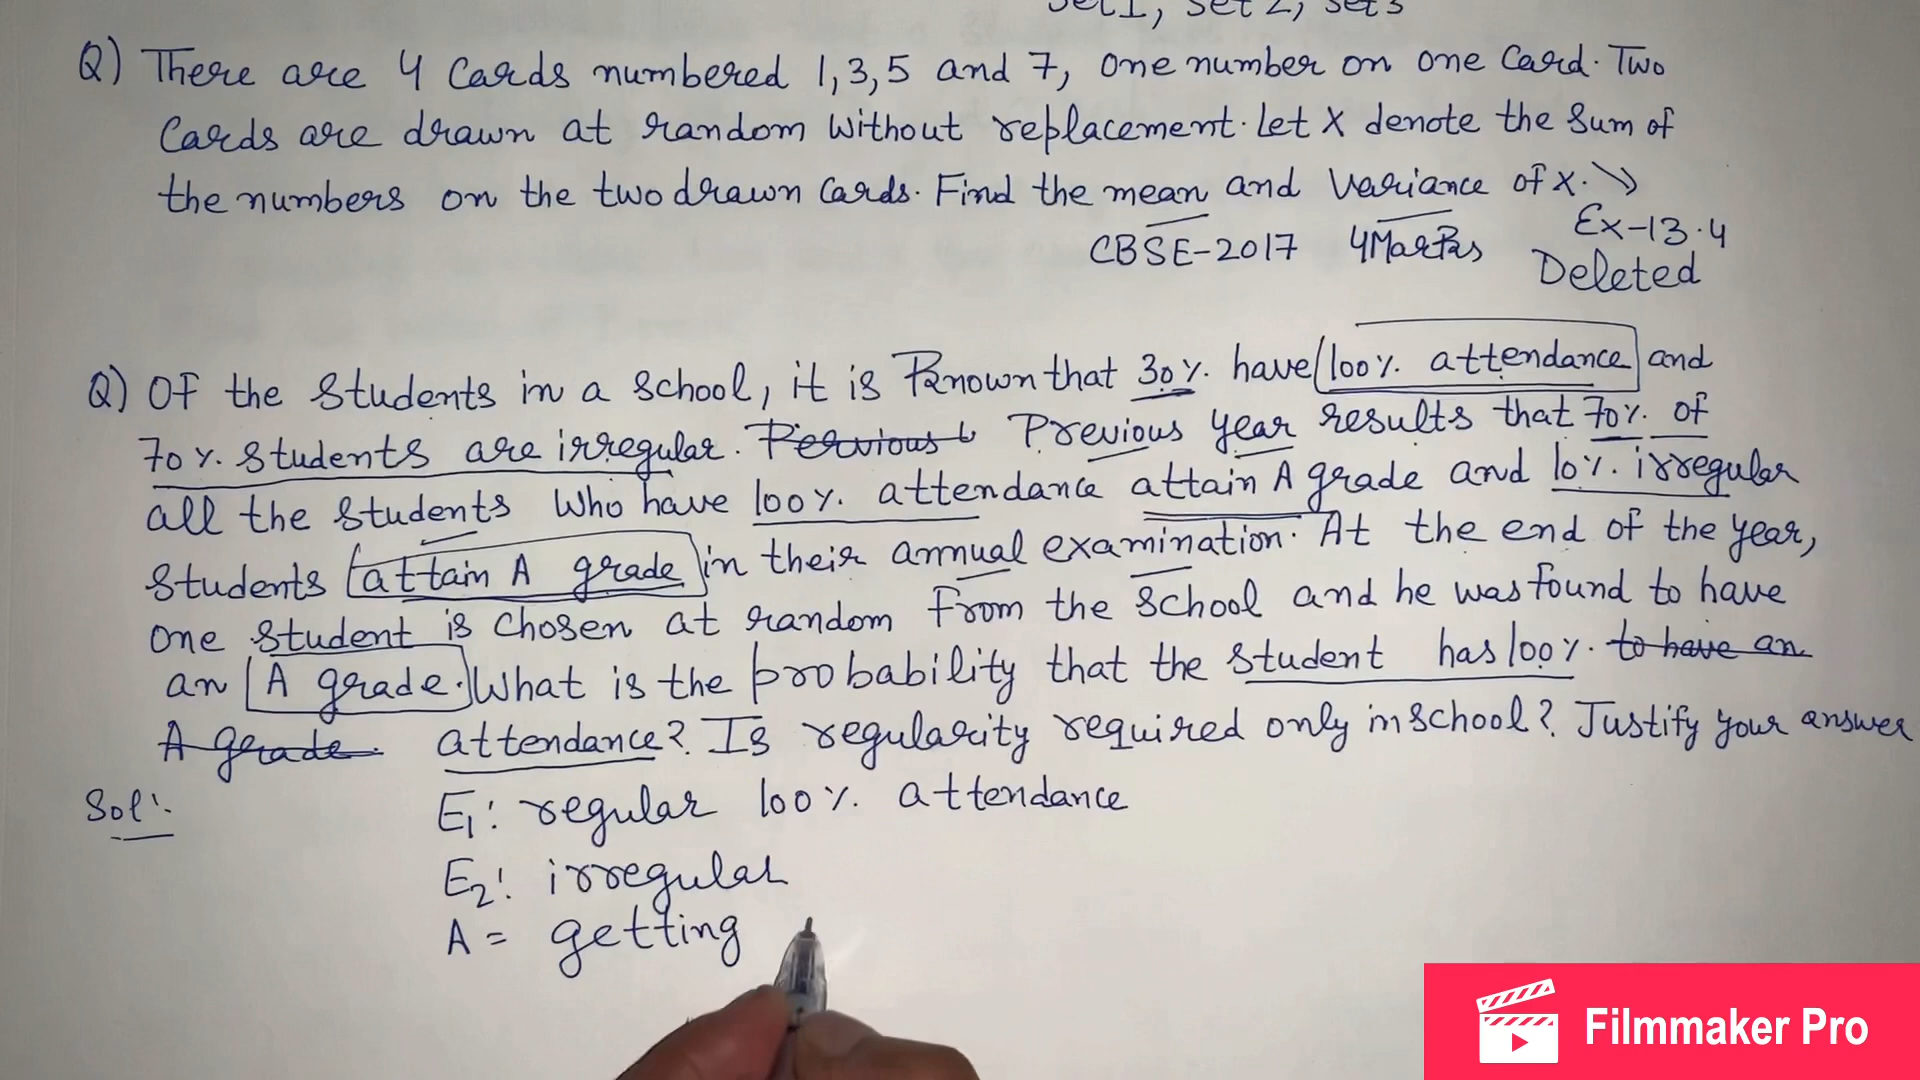 Set1, Set2, Set3
Q) There are 4 Cards numbered 1,3,5 and 7, one number on one Card. Two
Cards are drawn at random Without replacement. Let X denote the Sum of
the numbers on the two drawn Cards. Find the mean and Variance of X.
Ex-13.4
CBSE-2017 4Marks
Deleted
Q) OF the Students in a School, it is Known that 30%. have 100%. attendance and
70%. Students are irregular. Pervious Previous year results that 70%. of
all the Students Who have 100%. attendance attain A grade and 10%. irregular
Students attain A grade in their annual examination. At the end of the year,
one student is Chosen at random From the School and he was found to have
an A grade. What is the probability that the Student has 100%. to have an
A grade. attendance? Is regularity required only in School? Justify your answer
Sol:- E1: regular 100%. attendance
E2: irregular
A = getting
Filmmaker Pro